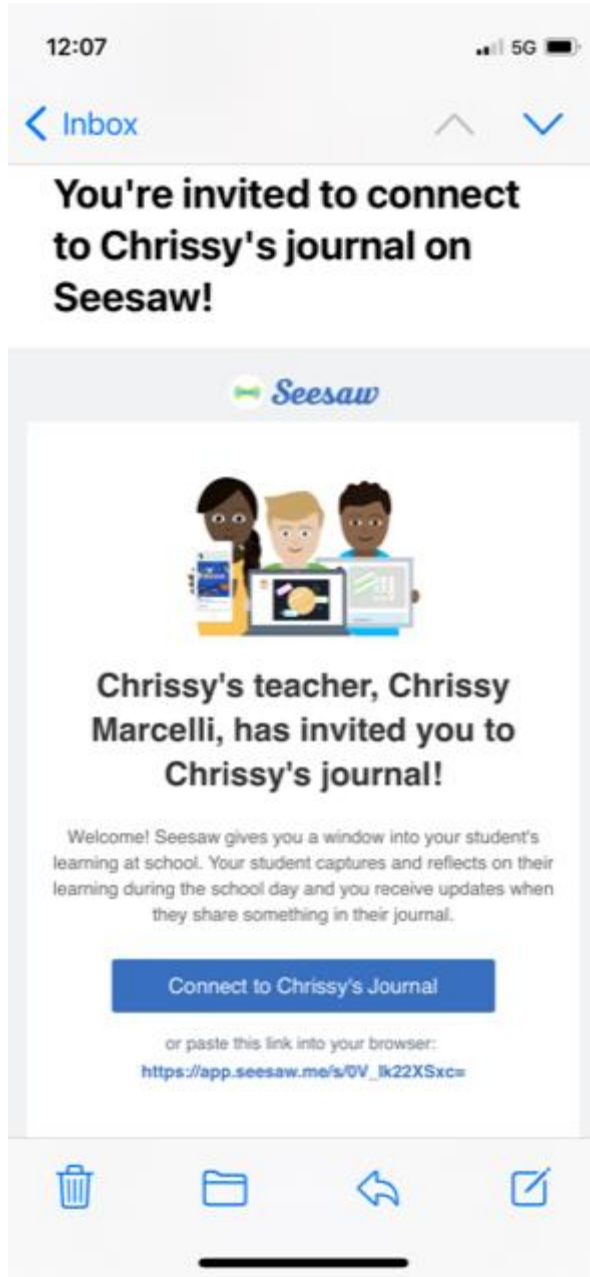 12:07 5G
Inbox
You're invited to connect
to Chrissy's journal on
Seesaw!
Seesaw
Chrissy's teacher, Chrissy
Marcelli, has invited you to
Chrissy's journal!
Welcome! Seesaw gives you a window into your student's
learning at school. Your student captures and reflects on their
learning during the school day and you receive updates when
they share something in their journal.
Connect to Chrissy's Journal
or paste this link into your browser:
https://app.seesaw.me/s/0V_lk22XSxc=